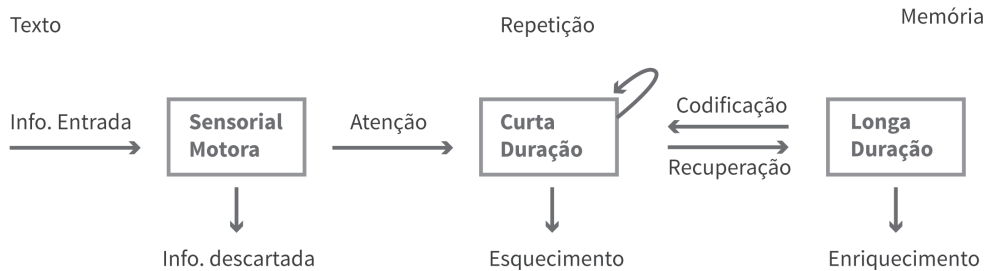 Texto
Repetição
Memória
Info. Entrada
Sensorial
Motora
Atenção
Curta
Duração
Codificação
Recuperação
Longa
Duração
Info. descartada
Esquecimento
Enriquecimento